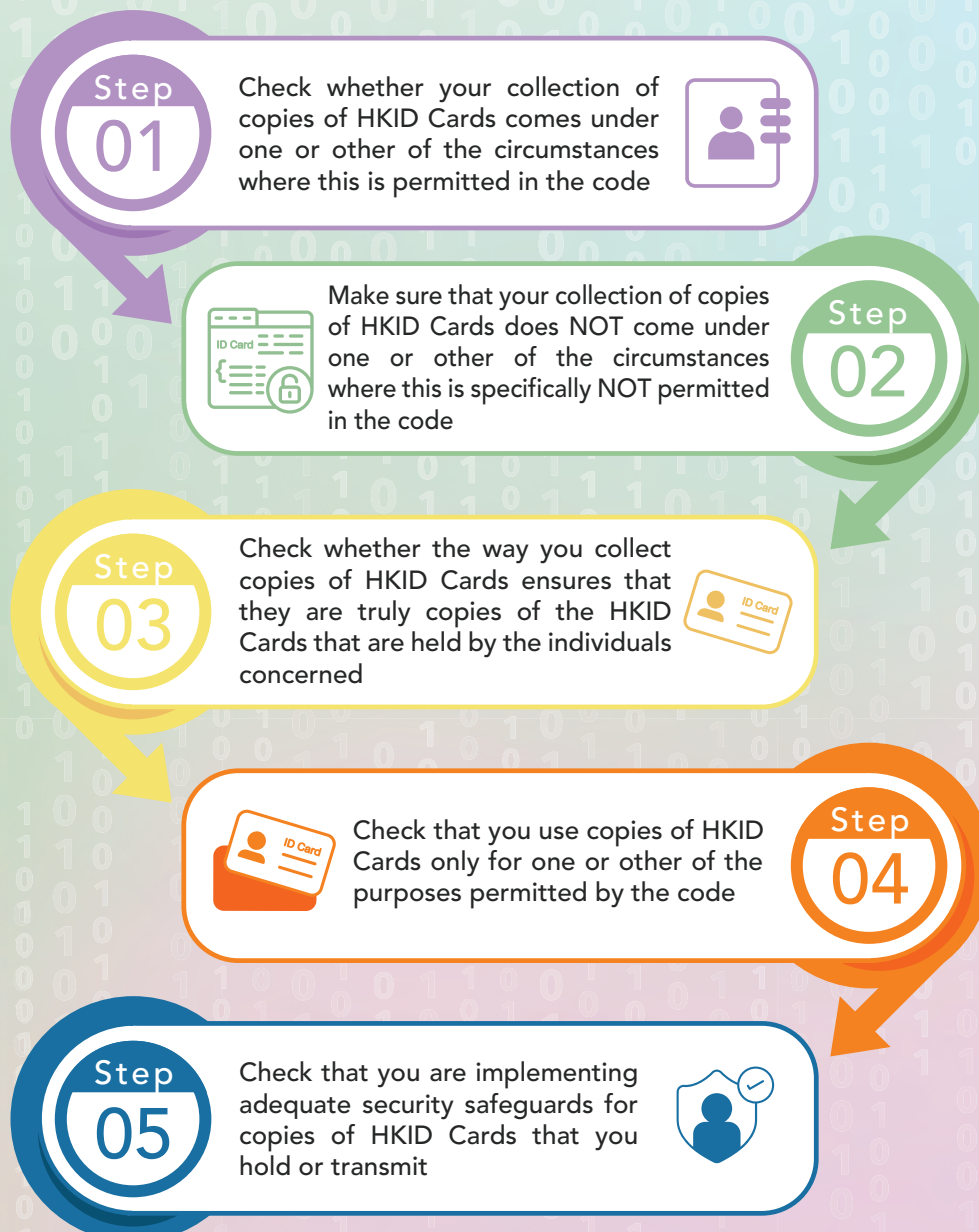 Step
01
Check whether your collection of
copies of HKID Cards comes under
one or other of the circumstances
where this is permitted in the code
Step
02
ID Card
Make sure that your collection of copies
of HKID Cards does NOT come under
one or other of the circumstances
where this is specifically NOT permitted
in the code
Step
03
Check whether the way you collect
copies of HKID Cards ensures that
they are truly copies of the HKID
Cards that are held by the individuals
concerned
ID Card
Step
04
ID Card
Check that you use copies of HKID
Cards only for one or other of the
purposes permitted by the code
Step
05
Check that you are implementing
adequate security safeguards for
copies of HKID Cards that you
hold or transmit